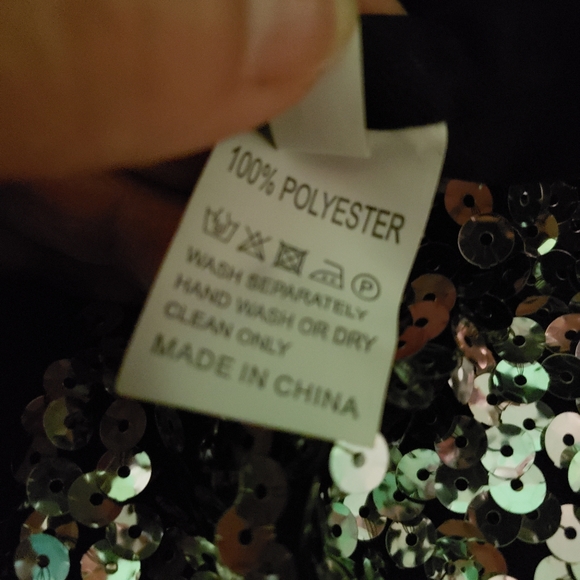 100% POLYESTER
P
WASH SEPARATELY
HAND WASH OR DRY
CLEAN ONLY
MADE IN CHINA